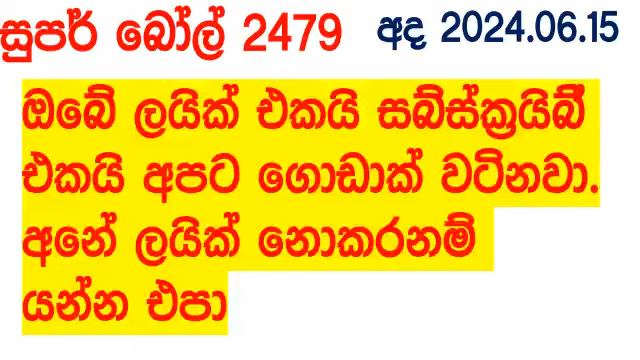 සුපර් බෝල් 2479 අද 2024.06.15
ඔබේ ලයික් එකයි සබ්ස්ක්‍රයිබ්
එකයි අපට ගොඩාක් වටිනවා.
අනේ ලයික් නොකරනම්
යන්න එපා